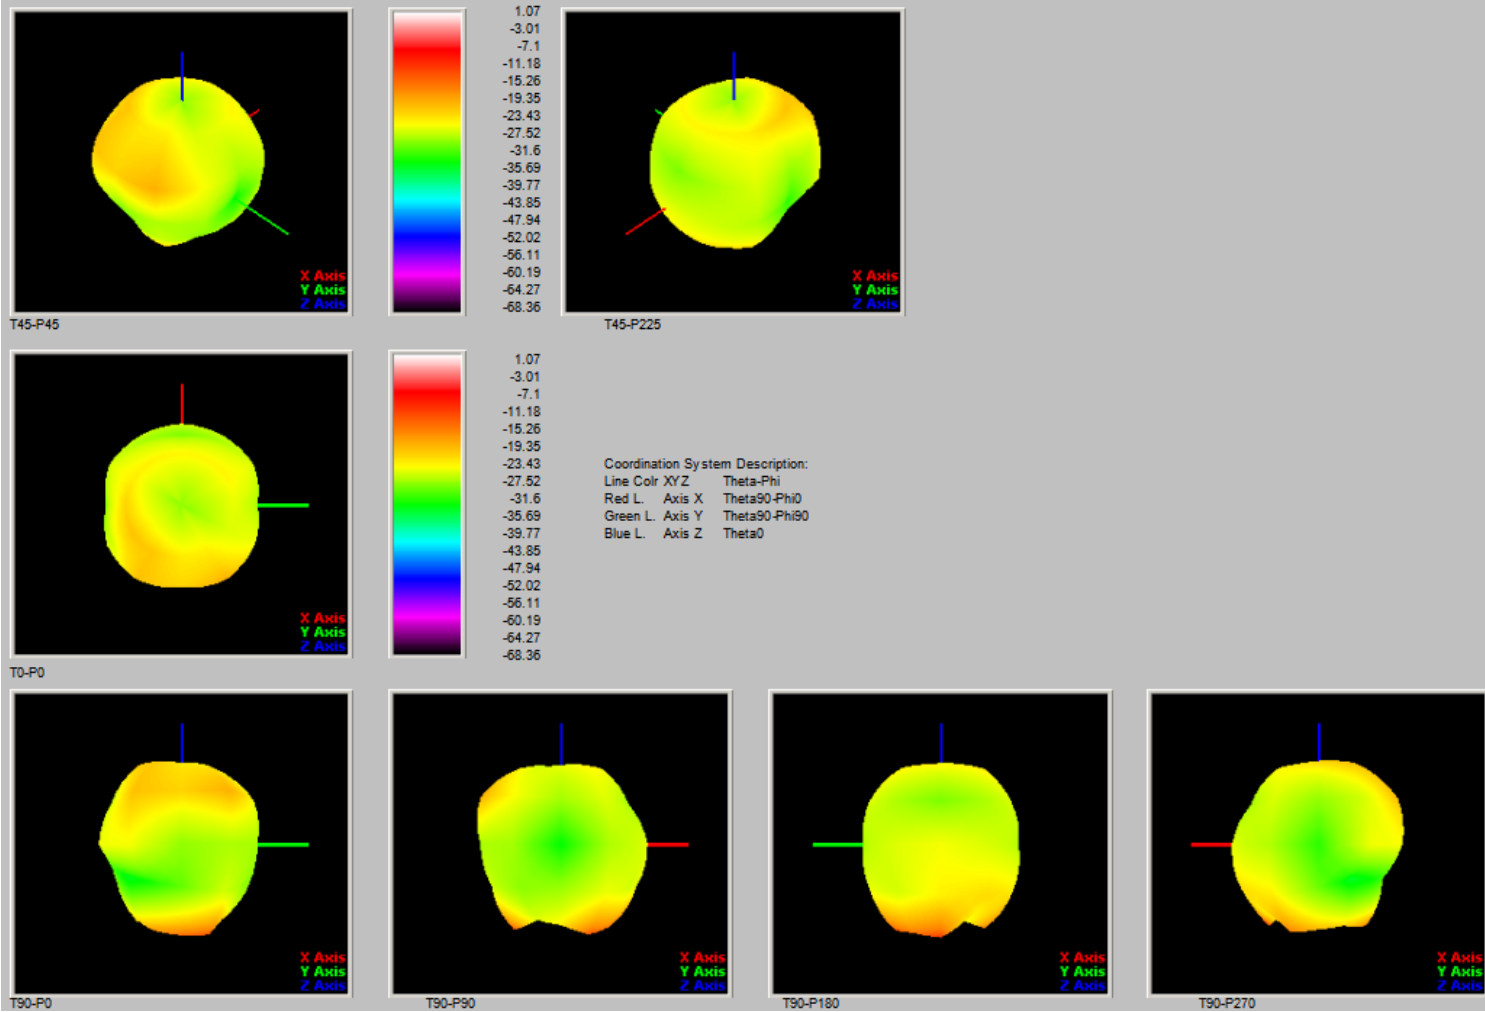 1.07
-3.01
-7.1
-11.18
-15.26
-19.35
-23.43
-27.52
-31.6
-35.69
-39.77
-43.85
-47.94
-52.02
-56.11
-60.19
-64.27
-68.36
X Axis
Y Axis
Z Axis
X Axis
Y Axis
Z Axis
T45-P45
T45-P225
1.07
-3.01
-7.1
-11.18
-15.26
-19.35
-23.43
-27.52
-31.6
-35.69
-39.77
-43.85
-47.94
-52.02
-56.11
-60.19
-64.27
-68.36
Coordination System Description:
Line Colr XYZ Theta-Phi
Red L. Axis X Theta90-Phi0
Green L. Axis Y Theta90-Phi90
Blue L. Axis Z Theta0
X Axis
Y Axis
Z Axis
T0-P0
X Axis
Y Axis
Z Axis
X Axis
Y Axis
Z Axis
X Axis
Y Axis
Z Axis
X Axis
Y Axis
Z Axis
T90-P0
T90-P90
T90-P180
T90-P270